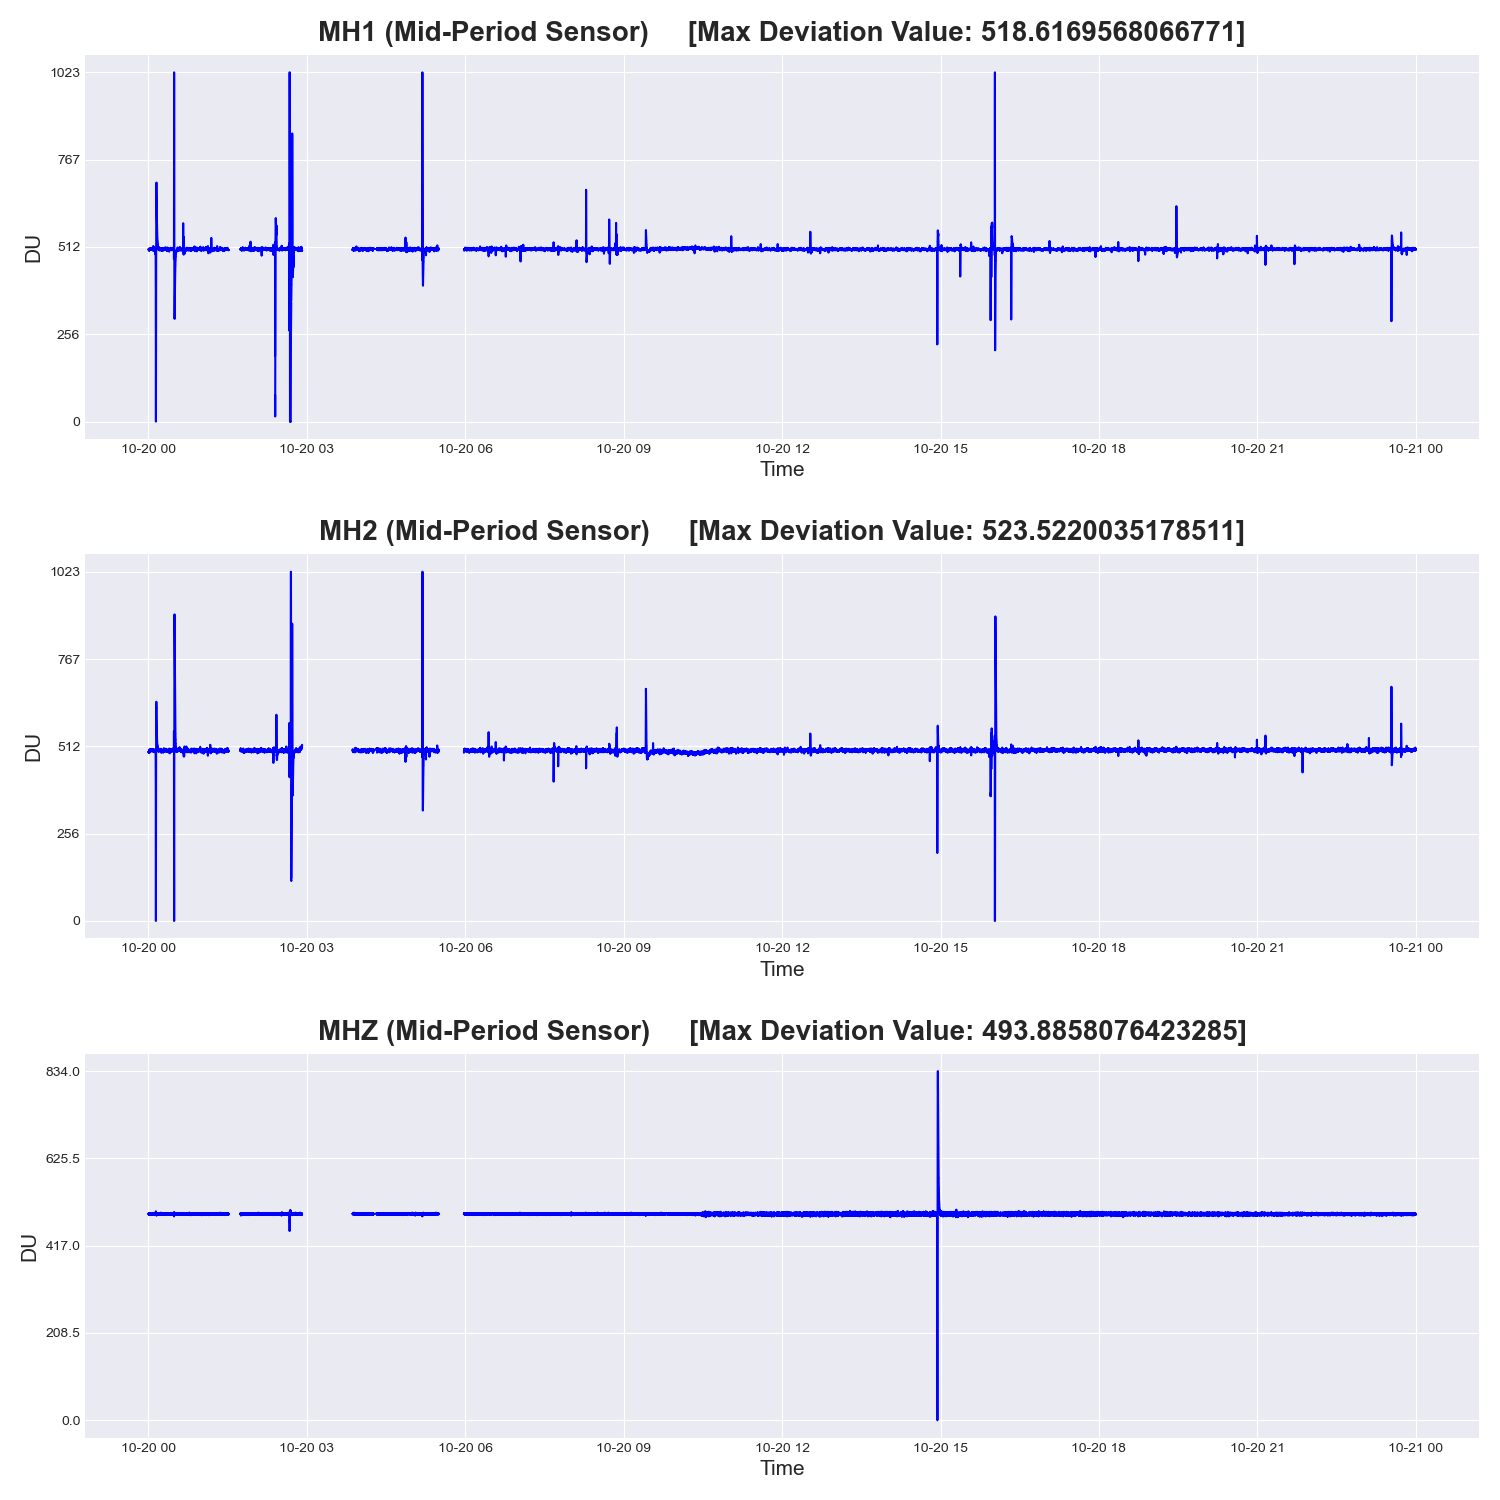 MH1 (Mid-Period Sensor) [Max Deviation Value: 518.6169568066771]
1023
767
512
256
0
DU
10-20 00 10-20 03 10-20 06 10-20 09 10-20 12 10-20 15 10-20 18 10-20 21 10-21 00
Time
MH2 (Mid-Period Sensor) [Max Deviation Value: 523.5220035178511]
1023
767
512
256
0
DU
10-20 00 10-20 03 10-20 06 10-20 09 10-20 12 10-20 15 10-20 18 10-20 21 10-21 00
Time
MHZ (Mid-Period Sensor) [Max Deviation Value: 493.8858076423285]
834.0
625.5
417.0
208.5
0.0
DU
10-20 00 10-20 03 10-20 06 10-20 09 10-20 12 10-20 15 10-20 18 10-20 21 10-21 00
Time